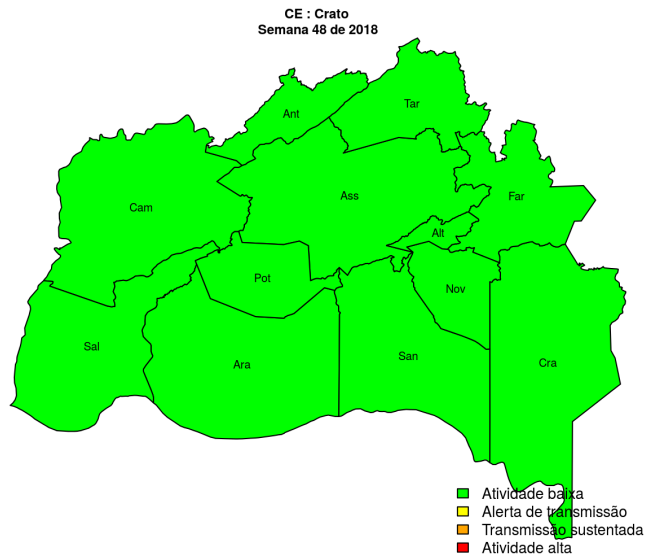 CE : Crato
Semana 48 de 2018
Tar
Ant
Far
Ass
Cam
Alt
Pot
Nov
Sal
San
Cra
Ara
Atividade baixa
Alerta de transmissão
Transmissão sustentada
Atividade alta